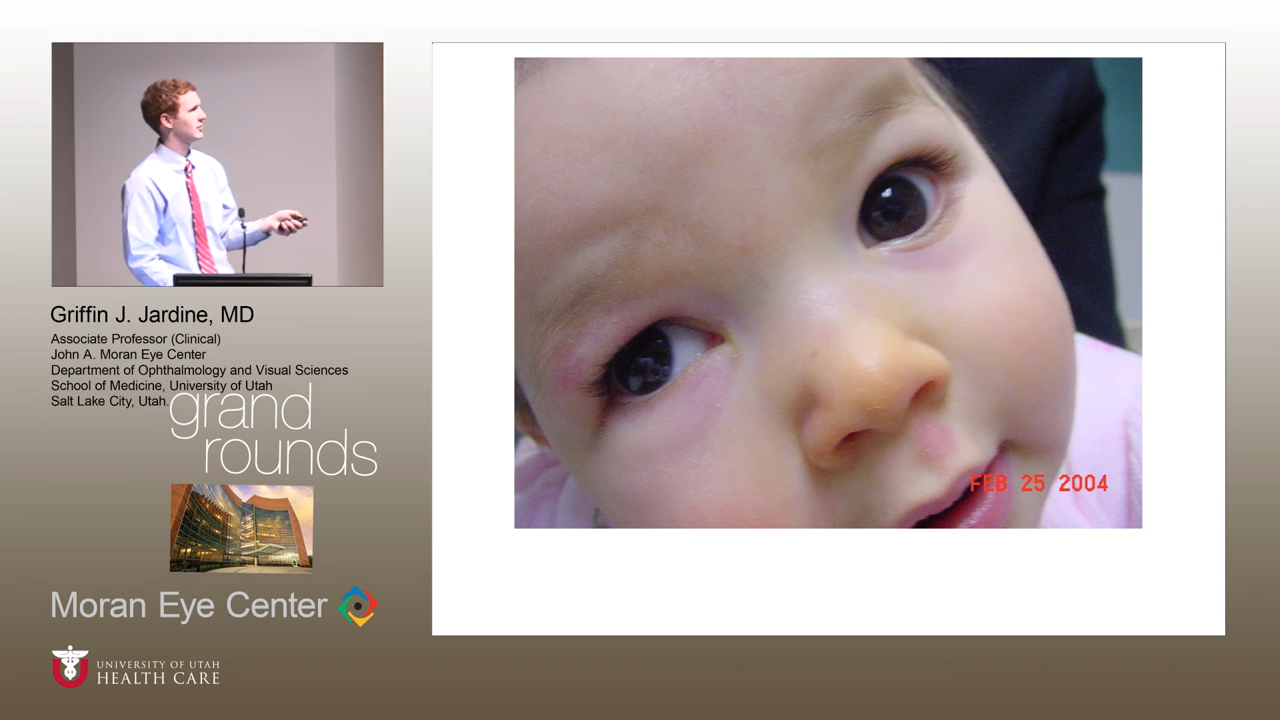 Griffin J. Jardine, MD
Associate Professor (Clinical)
John A. Moran Eye Center
Department of Ophthalmology and Visual Sciences
School of Medicine, University of Utah
Salt Lake City, Utah.
grand
rounds
Moran Eye Center
UNIVERSITY OF UTAH
HEALTH CARE
FEB 25 2004